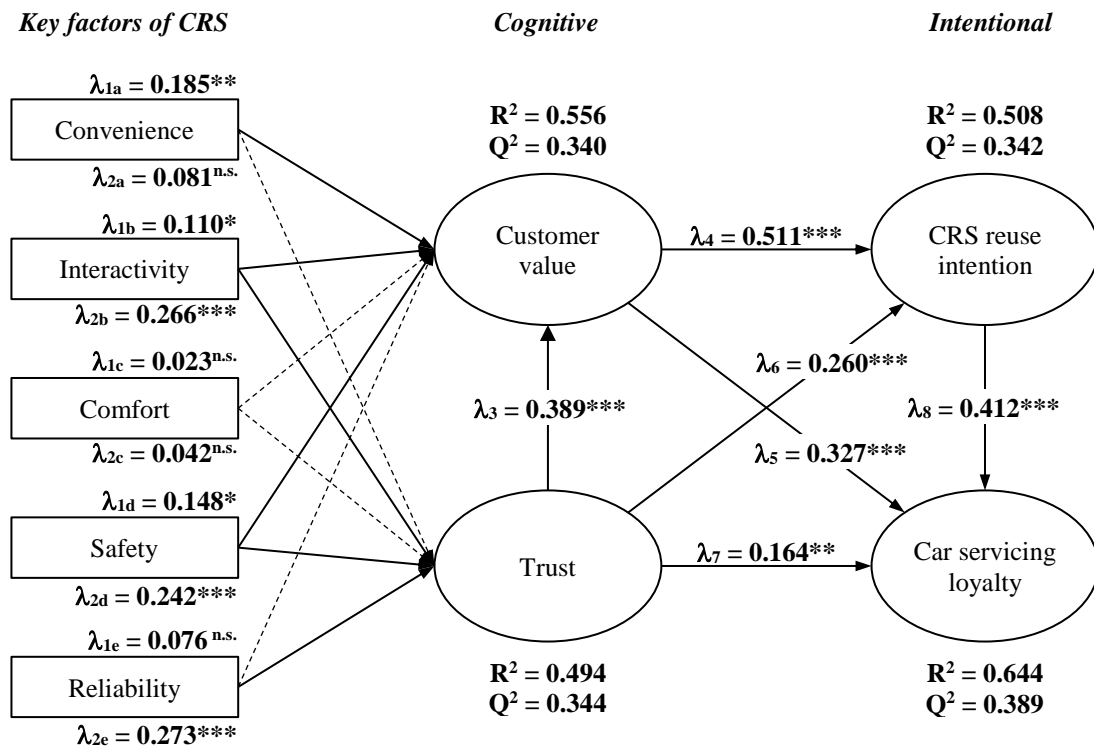 Key factors of CRS
Cognitive
Intentional
λ1a = 0.185**
Convenience
λ2a = 0.081n.s.
λ1b = 0.110*
Interactivity
λ2b = 0.266***
λ1c = 0.023n.s.
Comfort
λ2c = 0.042n.s.
λ1d = 0.148*
Safety
λ2d = 0.242***
λ1e = 0.076 n.s.
Reliability
λ2e = 0.273***
R2 = 0.556
Q2 = 0.340
Customer
value
λ3 = 0.389***
Trust
R2 = 0.494
Q2 = 0.344
λ4 = 0.511***
λ6 = 0.260***
λ5 = 0.327***
λ7 = 0.164**
R2 = 0.508
Q2 = 0.342
CRS reuse
intention
λ8 = 0.412***
Car servicing
loyalty
R2 = 0.644
Q2 = 0.389